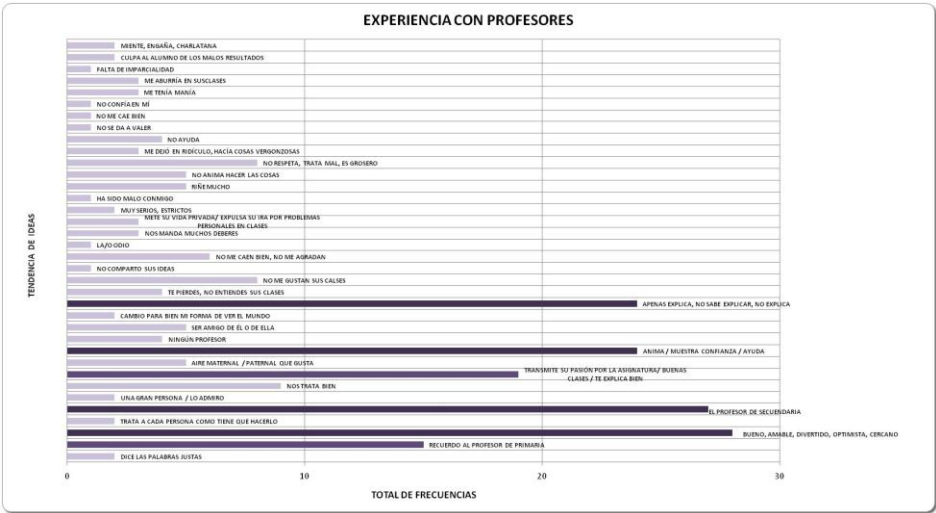 EXPERIENCIA CON PROFESORES
MIENTE, ENGAÑA, CHARLATANA
CULPA AL ALUMNO DE LOS MALOS RESULTADOS
FALTA DE IMPARCIALIDAD
ME ABURRÍA EN SUSCLASES
ME TENÍA MANÍA
NO CONFÍA EN MÍ
NO ME CAE BIEN
NO SE DA A VALER
NO AYUDA
ME DEJÓ EN RIDÍCULO, HACÍA COSAS VERGONZOSAS
NO RESPETA, TRATA MAL, ES GROSERO
NO ANIMA HACER LAS COSAS
RIÑE MUCHO
HA SIDO MALO CONMIGO
MUY SERIOS, ESTRICTOS
METE SU VIDA PRIVADA/ EXPULSA SU IRA POR PROBLEMAS
PERSONALES EN CLASES
NOS MANDA MUCHOS DEBERES
LA/O ODIO
NO ME CAEN BIEN, NO ME AGRADAN
NO COMPARTO SUS IDEAS
NO ME GUSTAN SUS CALSES
TE PIERDES, NO ENTIENDES SUS CLASES
APENAS EXPLICA, NO SABE EXPLICAR, NO EXPLICA
CAMBIO PARA BIEN MI FORMA DE VER EL MUNDO
SER AMIGO DE ÉL O DE ELLA
NINGÚN PROFESOR
ANIMA / MUESTRA CONFIANZA / AYUDA
AIRE MATERNAL / PATERNAL QUE GUSTA
TRANSMITE SU PASIÓN POR LA ASIGNATURA/ BUENAS
CLASES / TE EXPLICA BIEN
NOS TRATA BIEN
UNA GRAN PERSONA / LO ADMIRO
EL PROFESOR DE SECUENDARIA
TRATA A CADA PERSONA COMO TIENE QUE HACERLO
BUENO, AMABLE, DIVERTIDO, OPTIMISTA, CERCANO
RECUERDO AL PROFESOR DE PRIMARIA
DICE LAS PALABRAS JUSTAS
TENDENCIA DE IDEAS
0 10 20 30
TOTAL DE FRECUENCIAS